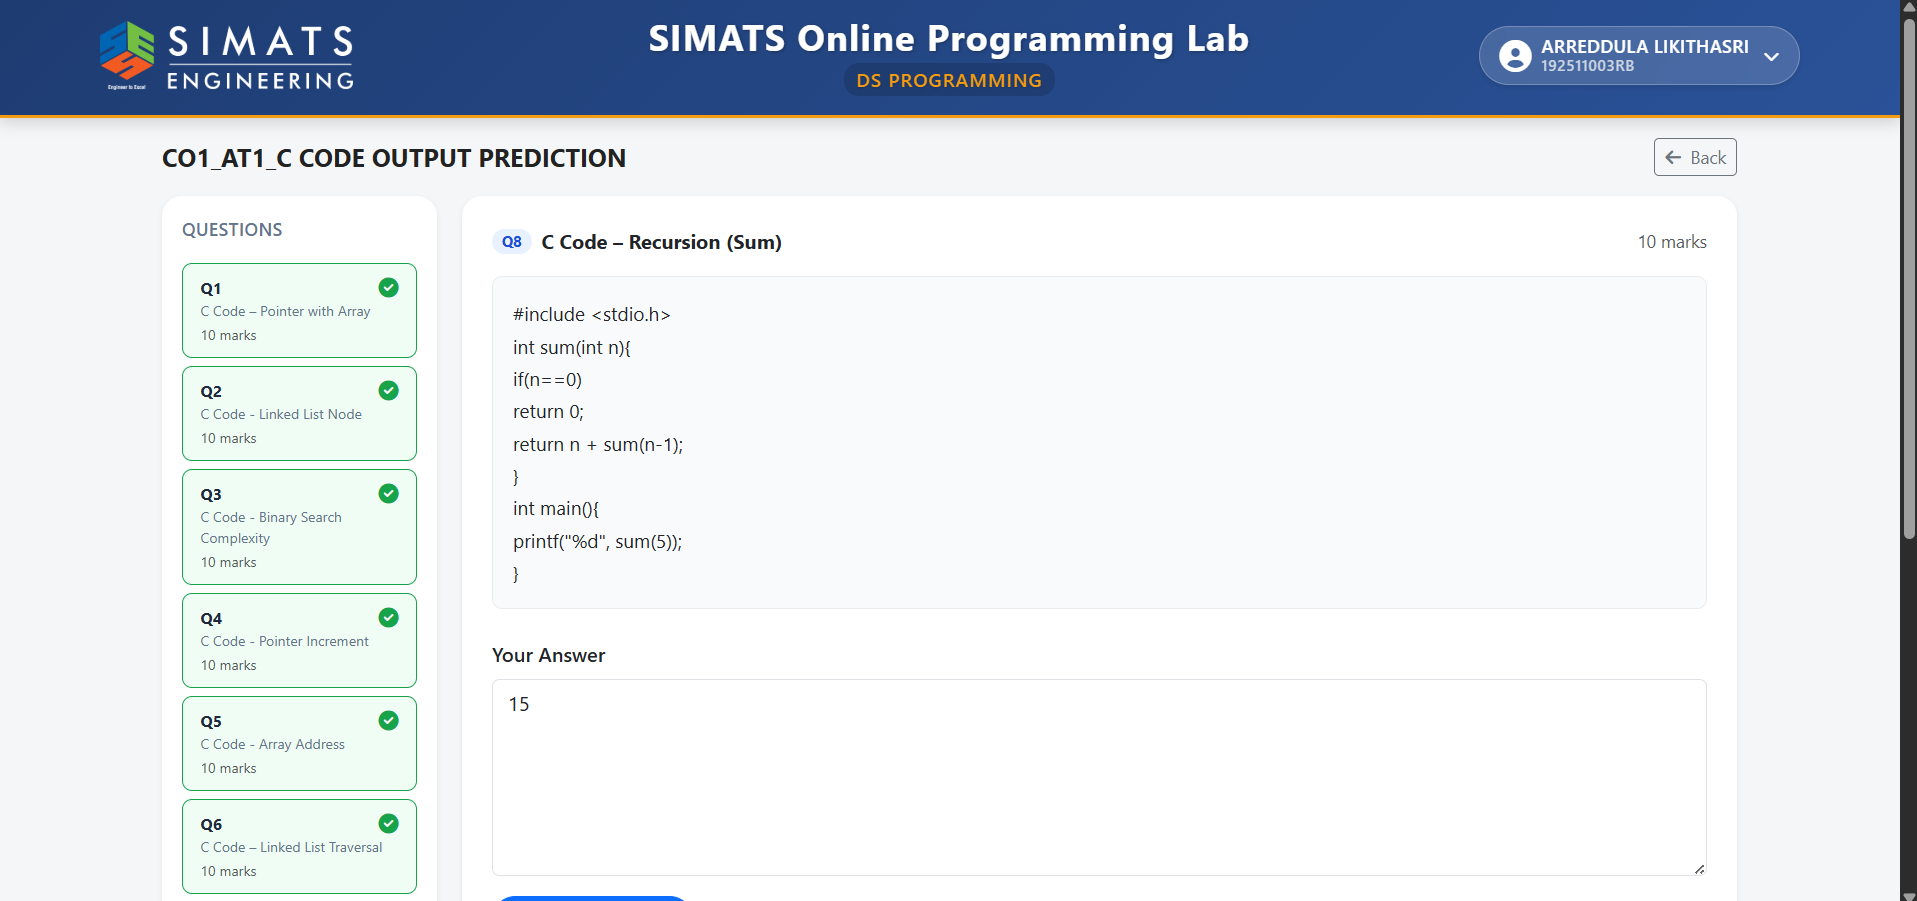 SIMATS
ENGINEERING
Engineer to Excel
SIMATS Online Programming Lab
DS PROGRAMMING
ARREDDULA LIKITHASRI
192511003RB
CO1_AT1_C CODE OUTPUT PREDICTION
Back
QUESTIONS
Q1
C Code – Pointer with Array
10 marks
Q2
C Code - Linked List Node
10 marks
Q3
C Code - Binary Search
Complexity
10 marks
Q4
C Code - Pointer Increment
10 marks
Q5
C Code - Array Address
10 marks
Q6
C Code – Linked List Traversal
10 marks
Q8 C Code – Recursion (Sum)
10 marks
#include <stdio.h>
int sum(int n){
if(n==0)
return 0;
return n + sum(n-1);
}
int main(){
printf("%d", sum(5));
}
Your Answer
15